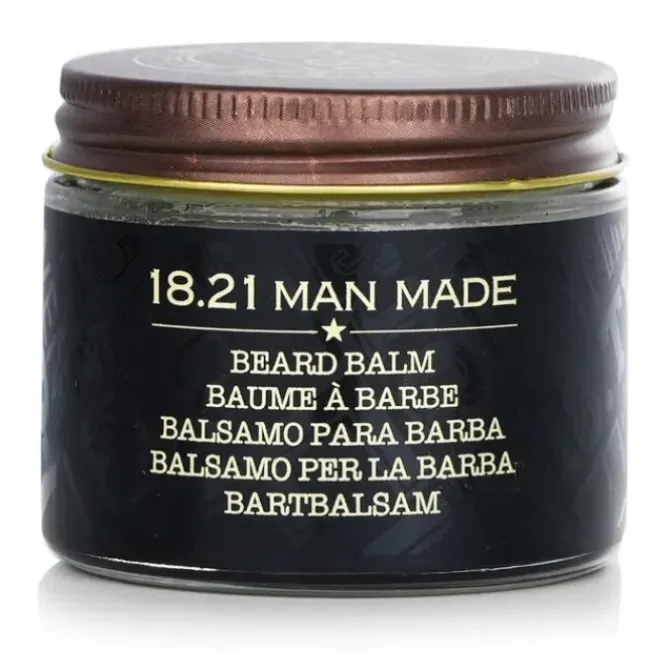 18.21 MAN MADE
BEARD BALM
BAUME À BARBE
BALSAMO PARA BARBA
BALSAMO PER LA BARBA
BARTBALSAM